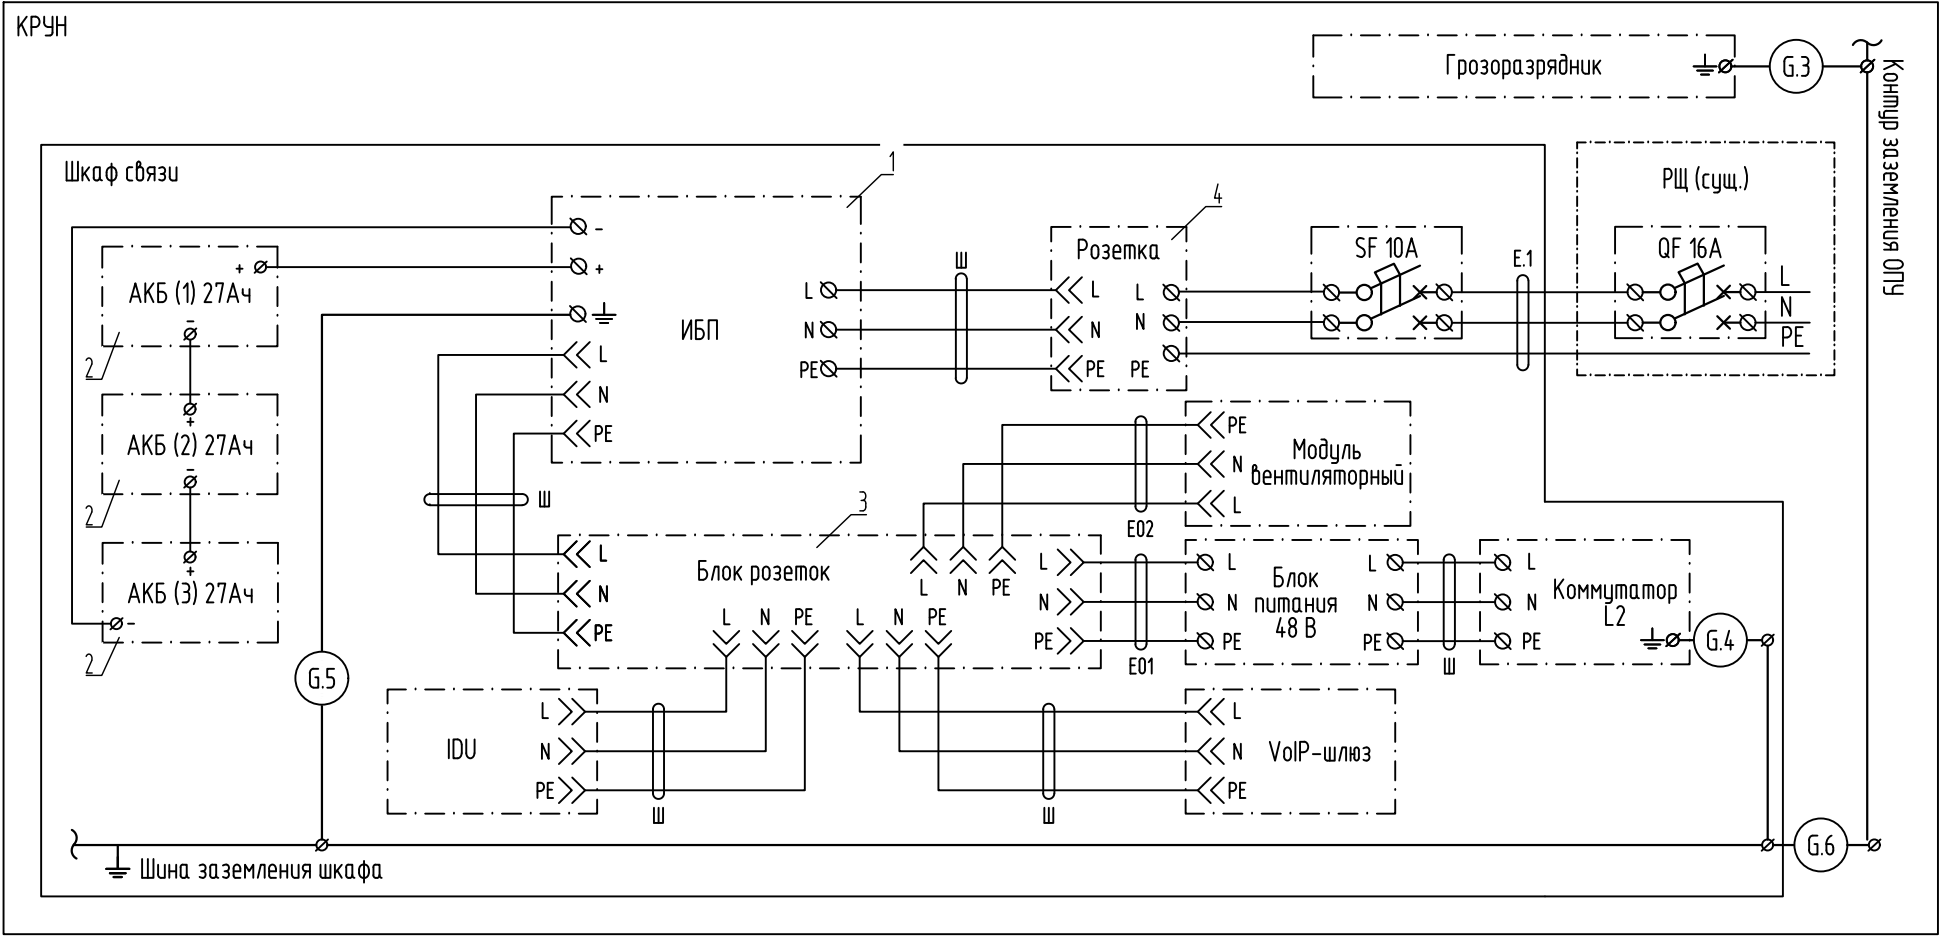 КРУН
Грозоразрядник
G.3
Контур заземления ОПУ
Шкаф связи
1
4
РЩ (сущ.)
-
+
ИБП
L
N
PE
L
N
PE
+
АКБ (1) 27Ач
-
2
+
АКБ (2) 27Ач
-
2
+
АКБ (3) 27Ач
-
2
Ш
Розетка
L
N
PE
L
N
PE
SF 10А
Е.1
QF 16А
L
N
PE
Ш
3
PE
N
L
Модуль
вентиляторный
Е02
Блок розеток
L
N
PE
L
N
PE
L
N
PE
L
N
PE
L
N
PE
Е01
L
N
PE
Блок
питания
48 В
L
N
PE
Ш
L
N
PE
Коммутатор
L2
G.4
G.5
IDU
L
N
PE
Ш
Ш
L
N
PE
VoIP-шлюз
G.6
Шина заземления шкафа